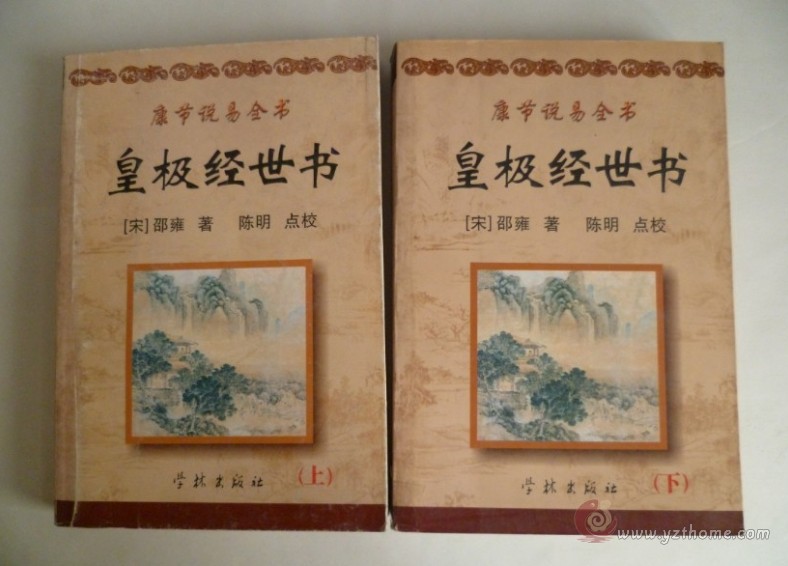 康节说易全书
皇极经世书
[宋]邵雍 著 陈明 点校
学林出版社
(上)
康节说易全书
皇极经世书
[宋]邵雍 著 陈明 点校
学林出版社
(下)
www.yzthome.com